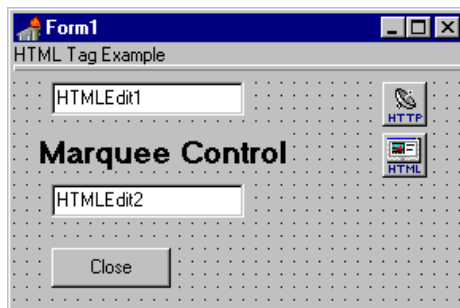 Form1
HTML Tag Example
HTMLEdit1
HTTP
Marquee Control
HTML
HTMLEdit2
Close